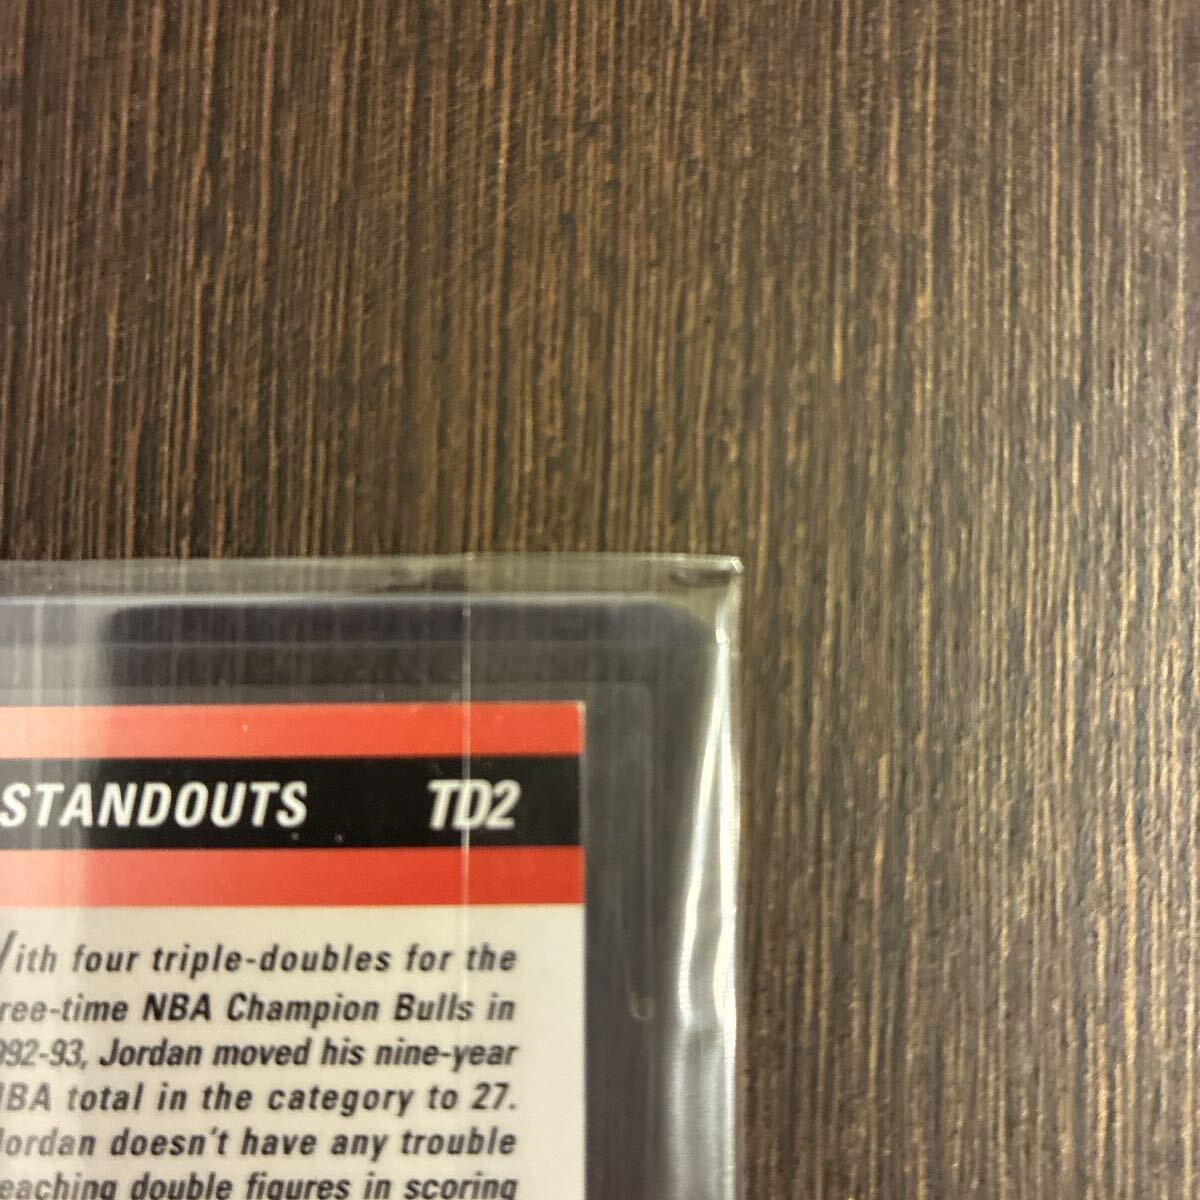 STANDOUTS TD2
ith four triple-doubles for the
ree-time NBA Champion Bulls in
992-93, Jordan moved his nine-year
NBA total in the category to 27.
Jordan doesn't have any trouble
eaching double figures in scoring